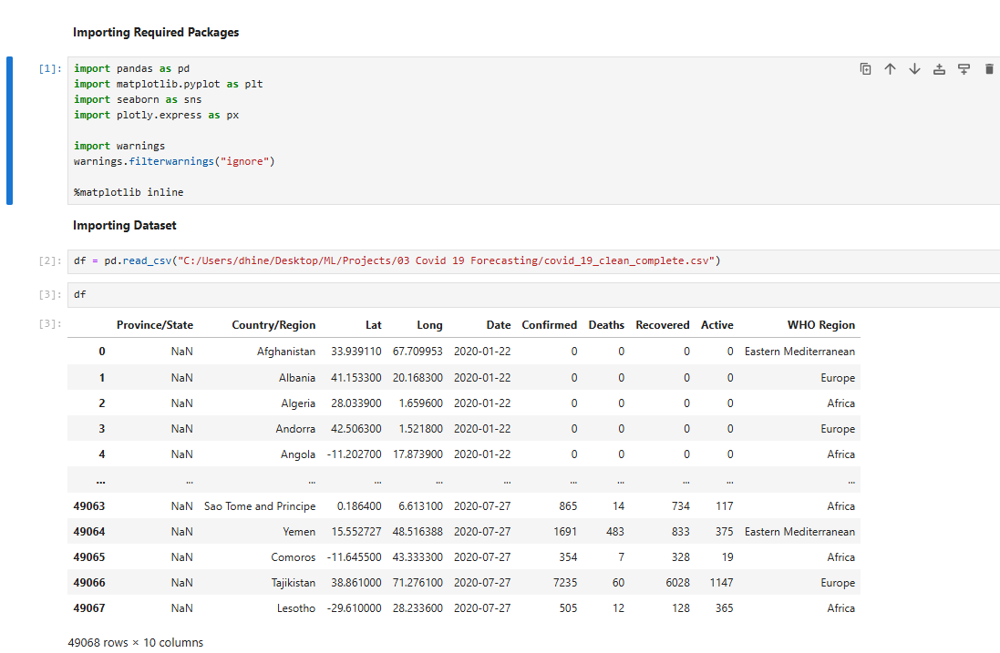 Importing Required Packages
[1]:
import pandas as pd
import matplotlib.pyplot as plt
import seaborn as sns
import plotly.express as px
import warnings
warnings.filterwarnings("ignore")
%matplotlib inline
Importing Dataset
[2]: df = pd.read_csv("C:/Users/dhine/Desktop/ML/Projects/03 Covid 19 Forecasting/covid_19_clean_complete.csv")
[3]: df
[3]:
Province/State Country/Region Lat Long Date Confirmed Deaths Recovered Active WHO Region
0 NaN Afghanistan 33.939110 67.709953 2020-01-22 0 0 0 0 Eastern Mediterranean
1 NaN Albania 41.153300 20.168300 2020-01-22 0 0 0 0 Europe
2 NaN Algeria 28.033900 1.659600 2020-01-22 0 0 0 0 Africa
3 NaN Andorra 42.506300 1.521800 2020-01-22 0 0 0 0 Europe
4 NaN Angola -11.202700 17.873900 2020-01-22 0 0 0 0 Africa
... ... ... ... ... ... ... ... ... ... ...
49063 NaN Sao Tome and Principe 0.186400 6.613100 2020-07-27 865 14 734 117 Africa
49064 NaN Yemen 15.552727 48.516388 2020-07-27 1691 483 833 375 Eastern Mediterranean
49065 NaN Comoros -11.645500 43.333300 2020-07-27 354 7 328 19 Africa
49066 NaN Tajikistan 38.861000 71.276100 2020-07-27 7235 60 6028 1147 Europe
49067 NaN Lesotho -29.610000 28.233600 2020-07-27 505 12 128 365 Africa
49068 rows × 10 columns